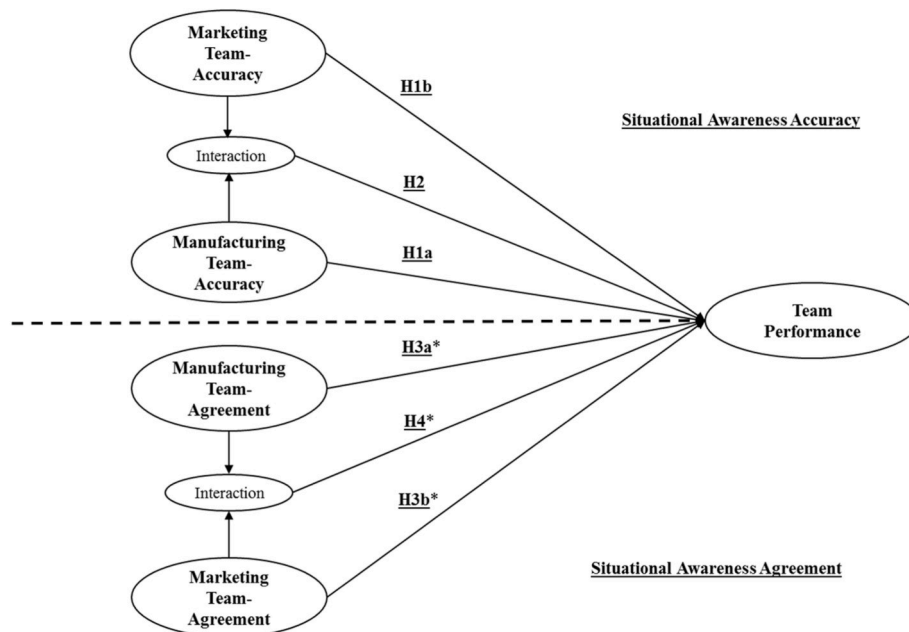 Marketing
Team-
Accuracy
H1b
Situational Awareness Accuracy
Interaction
H2
Manufacturing
Team-
Accuracy
H1a
Team
Performance
Manufacturing
Team-
Agreement
H3a*
H4*
Interaction
H3b*
Marketing
Team-
Agreement
Situational Awareness Agreement